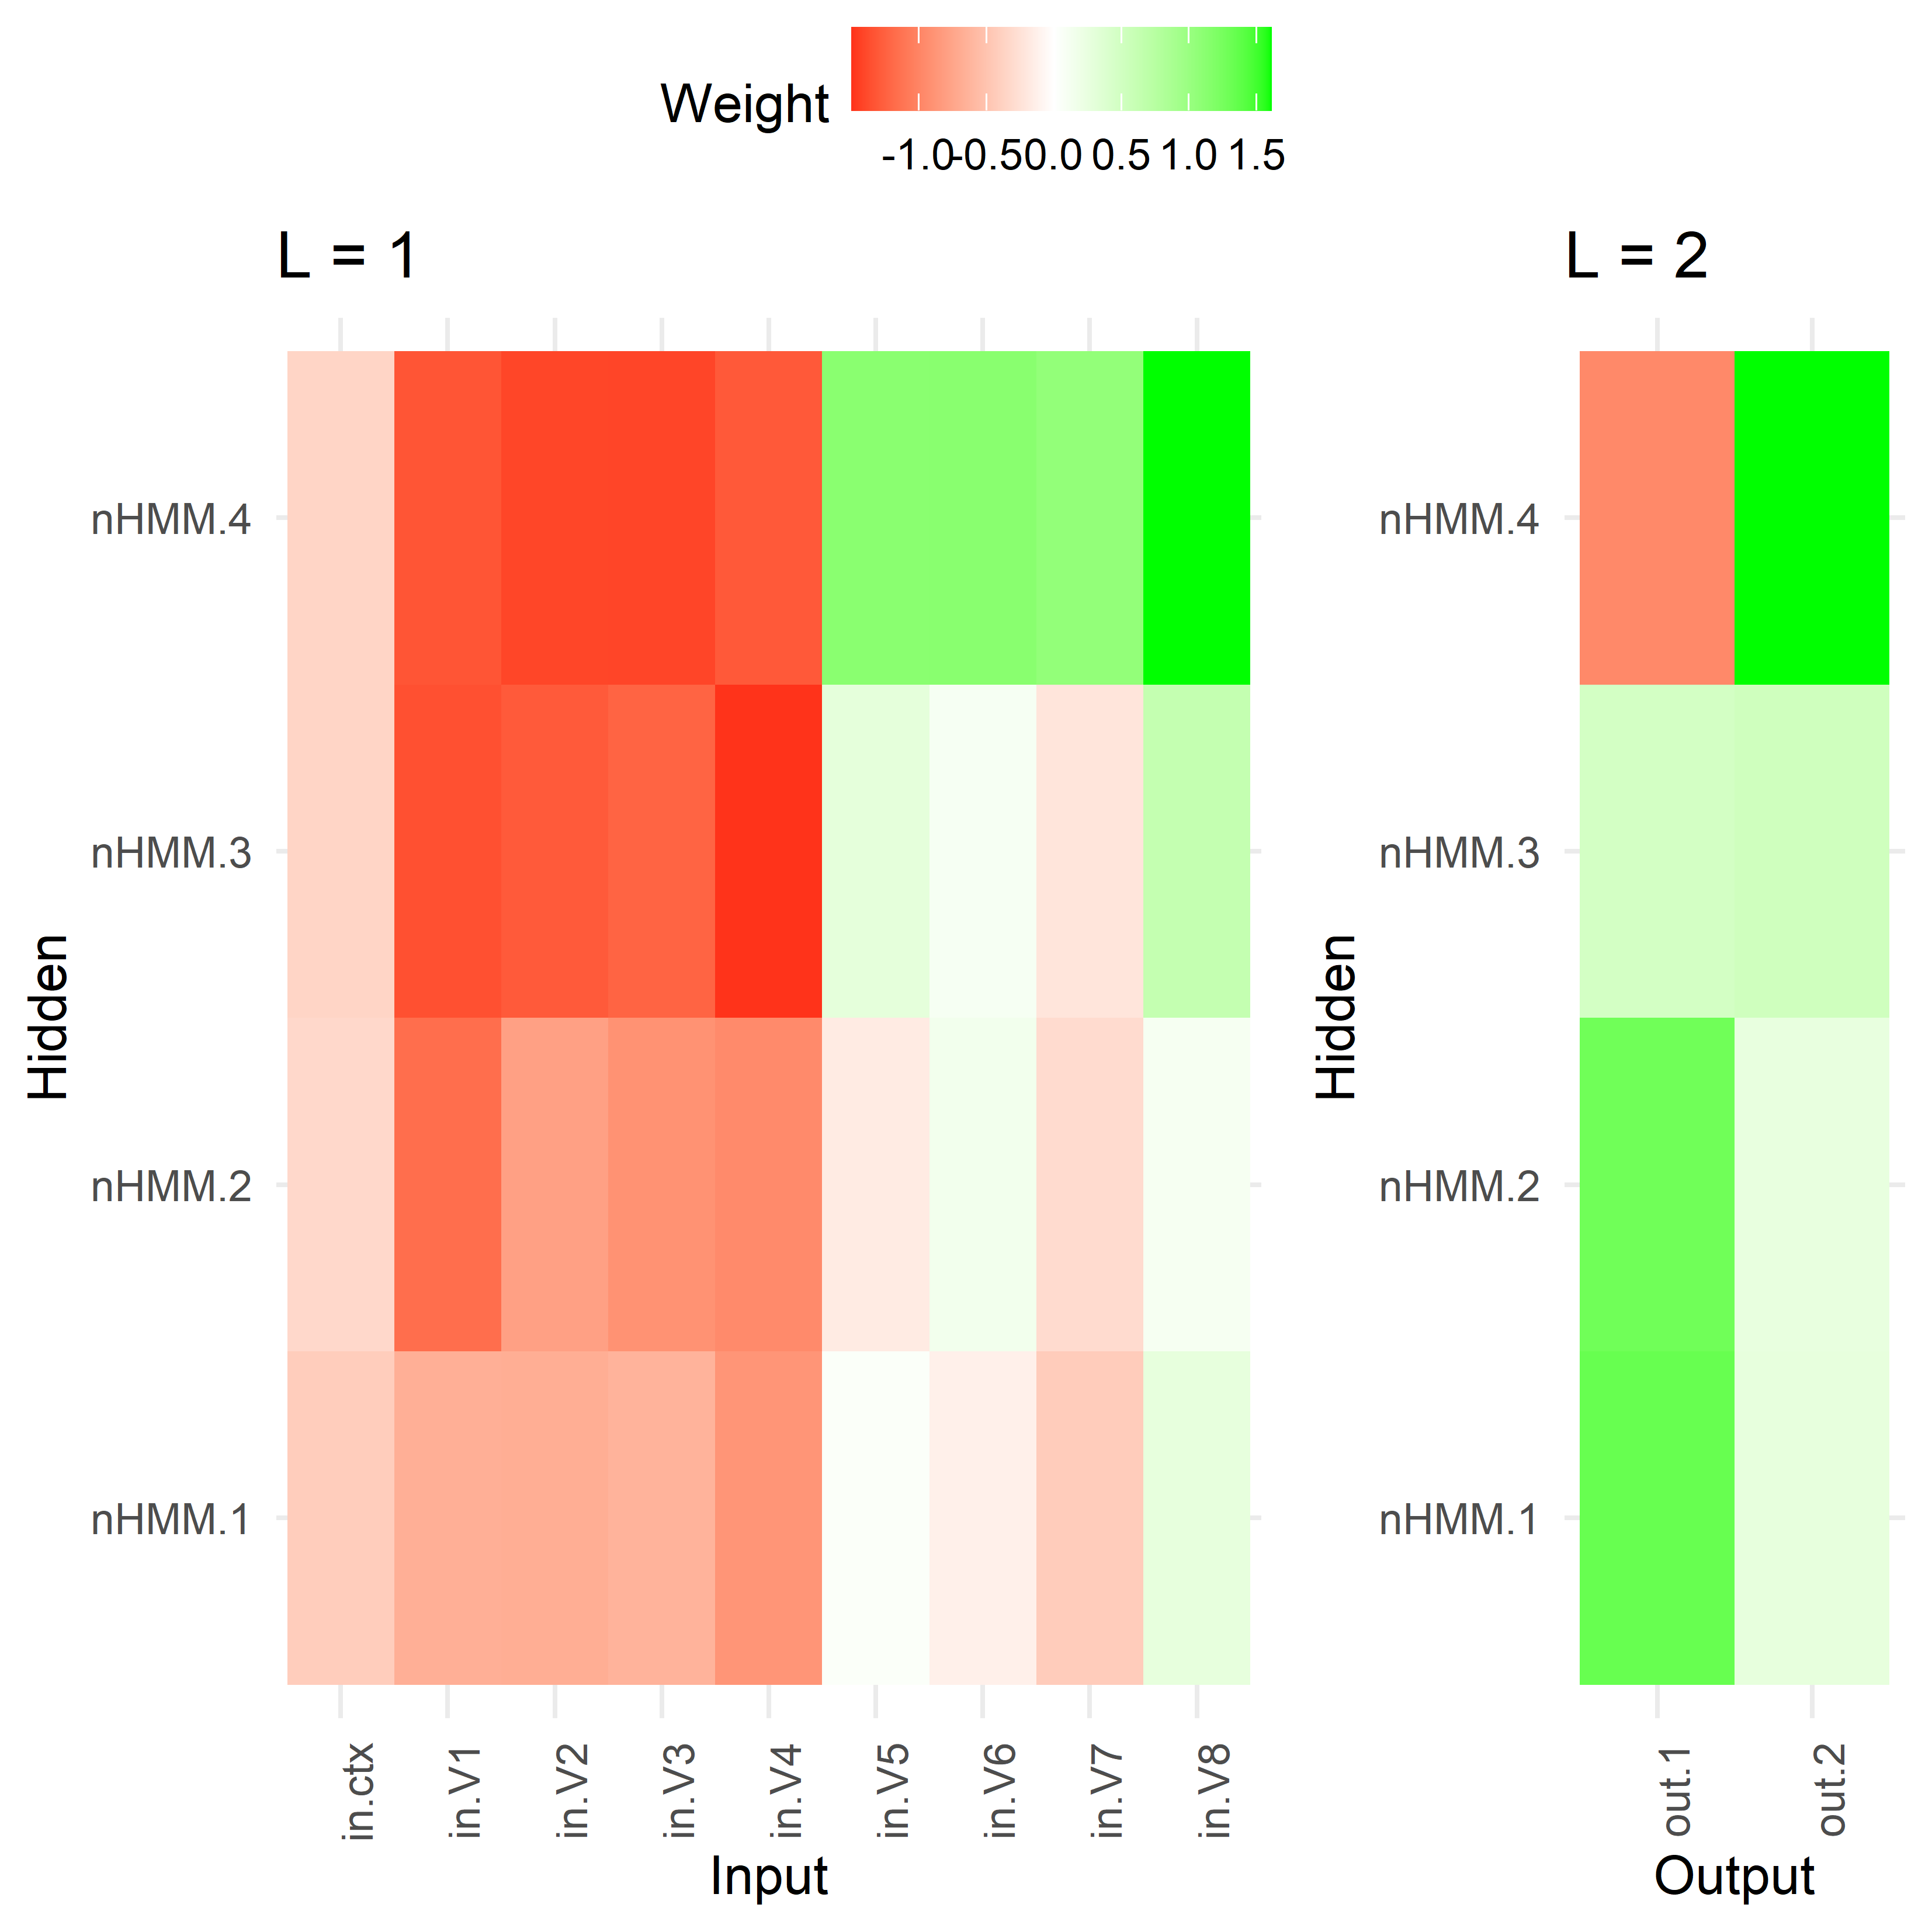 Weight
-1.0 -0.5 0.0 0.5 1.0 1.5
L = 1
nHMM.4
nHMM.3
nHMM.2
nHMM.1
Hidden
in.ctx in.V1 in.V2 in.V3 in.V4 in.V5 in.V6 in.V7 in.V8
Input
L = 2
nHMM.4
nHMM.3
nHMM.2
nHMM.1
Hidden
out.1 out.2
Output